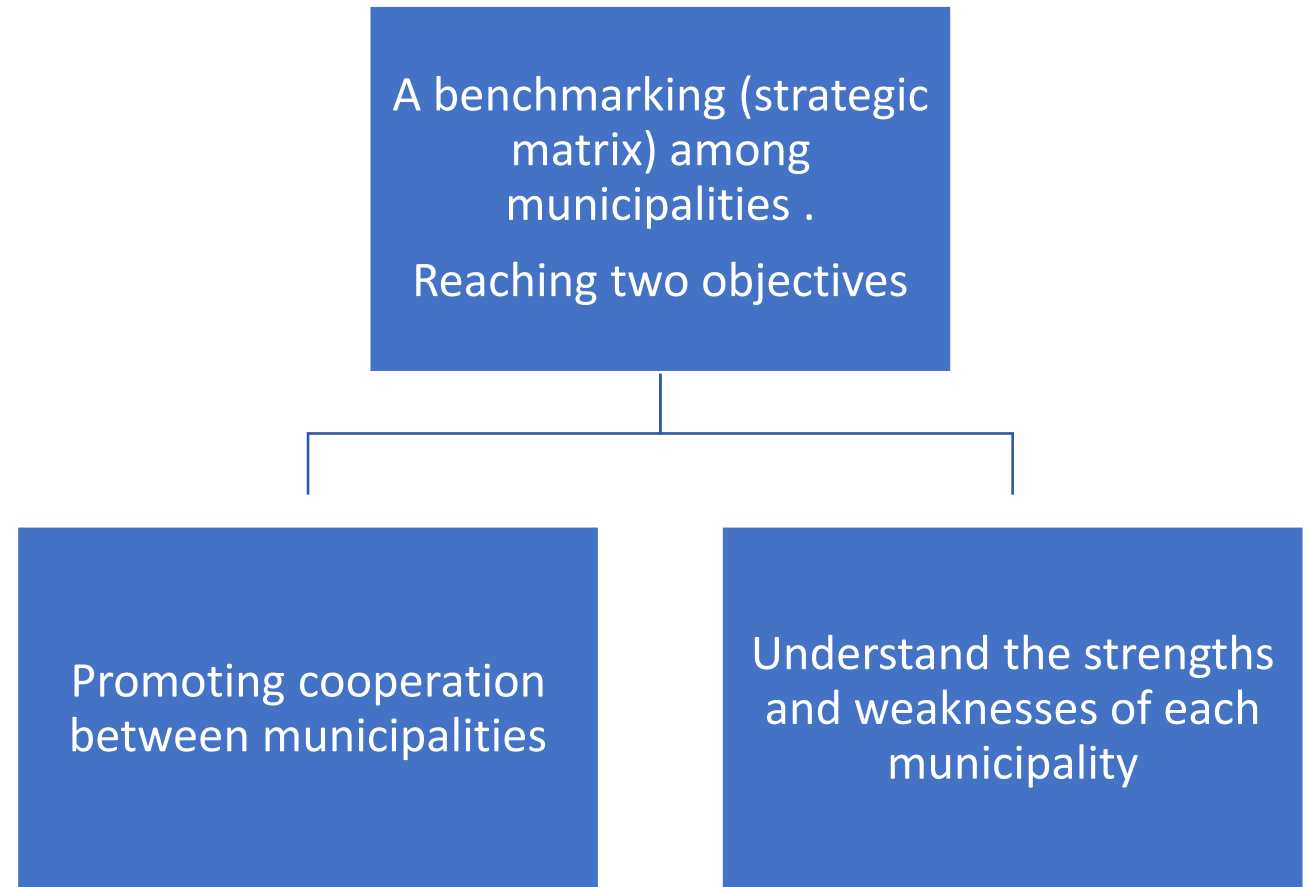 A benchmarking (strategic
matrix) among
municipalities .
Reaching two objectives
Promoting cooperation
between municipalities
Understand the strengths
and weaknesses of each
municipality